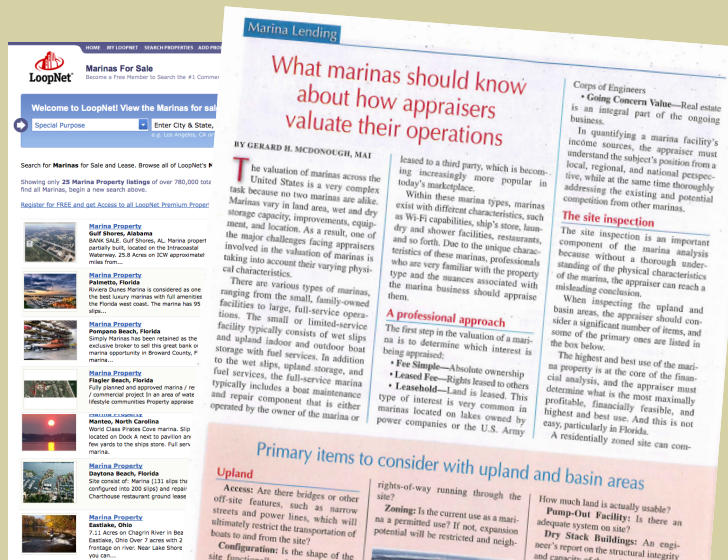 HOME MY LOOPNET SEARCH PROPERTIES ADD PRO
LoopNet
Marinas For Sale
Become a Free Member to Search the #1 Commer
Welcome to LoopNet! View the Marinas for sal
Special Purpose
Enter City & State,
e.g. Los Angeles, CA or
Search for Marinas for Sale and Lease. Browse all of LoopNet's
Showing only 25 Marina Property listings of over 780,000 tota
find all Marinas, begin a new search above.
Register for FREE and get Access to all LoopNet Premium Proper
Marina Property
Gulf Shores, Alabama
BANK SALE. Gulf Shores, AL. Marina propert
partially built, located on the Intracoastal
Waterway. 25.8 Acres on ICW approximatel
miles from...
Marina Property
Palmetto, Florida
Riviera Dunes Marina is considered as one
the best luxury marinas with full amenities
the Florida west coast. The marina has 95
slips...
Marina Property
Pompano Beach, Florida
Simply Marinas has been retained as the
exclusive broker to sell this great boat or
marina opportunity in Broward County, F
marina...
Marina Property
Flagler Beach, Florida
Fully planned and approved marina / re
/ commercial project In an area of wate
lifestyle communities Property appraise
Marina Property
Manteo, North Carolina
World Class Pirates Cove marina. Slip
located on Dock A next to pavilion and
few yards to the ships store. Full serv
marina.
Marina Property
Daytona Beach, Florida
Site consist of: Marina (131 slips tha
configured into 200 slips) and repair
Charthouse restaurant ground lease
Marina Property
Eastlake, Ohio
7.11 Acres on Chagrin River in Bea
Eastlake, Ohio Over 7 acres with 2
frontage on river. Near Lake Shore
you can...
Marina Lending
What marinas should know
about how appraisers
valuate their operations
BY GERARD H. MCDONOUGH, MAI
The valuation of marinas across the
United States is a very complex
task because no two marinas are alike.
Marinas vary in land area, wet and dry
storage capacity, improvements, equip-
ment, and location. As a result, one of
the major challenges facing appraisers
involved in the valuation of marinas is
taking into account their varying physi-
cal characteristics.
There are various types of marinas,
ranging from the small, family-owned
facilities to large, full-service opera-
tions. The small or limited-service
facility typically consists of wet slips
and upland indoor and outdoor boat
storage with fuel services. In addition
to the wet slips, upland storage, and
fuel services, the full-service marina
typically includes a boat maintenance
and repair component that is either
operated by the owner of the marina or
leased to a third party, which is becom-
ing increasingly more popular in
today's marketplace.
Within these marina types, marinas
exist with different characteristics, such
as Wi-Fi capabilities, ship's store, laun-
dry and shower facilities, restaurants,
and so forth. Due to the unique charac-
teristics of these marinas, professionals
who are very familiar with the property
type and the nuances associated with
the marina business should appraise
them.
A professional approach
The first step in the valuation of a mari-
na is to determine which interest is
being appraised:
• Fee Simple—Absolute ownership
• Leased Fee—Rights leased to others
• Leasehold—Land is leased. This
type of interest is very common in
marinas located on lakes owned by
power companies or the U.S. Army
Corps of Engineers
• Going Concern Value—Real estate
is an integral part of the ongoing
business.
In quantifying a marina facility's
income sources, the appraiser must
understand the subject's position from a
local, regional, and national perspec-
tive, while at the same time thoroughly
addressing the existing and potential
competition from other marinas.
The site inspection
The site inspection is an important
component of the marina analysis
because without a thorough under-
standing of the physical characteristics
of the marina, the appraiser can reach a
misleading conclusion.
When inspecting the upland and
basin areas, the appraiser should con-
sider a significant number of items, and
some of the primary ones are listed in
the box below.
The highest and best use of the mari-
na property is at the core of the finan-
cial analysis, and the appraiser must
determine what is the most maximally
profitable, financially feasible, and
highest and best use. And this is not
easy, particularly in Florida.
A residentially zoned site can com-
Primary items to consider with upland and basin areas
Upland
Access: Are there bridges or other
off-site features, such as narrow
streets and power lines, which will
ultimately restrict the transportation of
boats to and from the site?
Configuration: Is the shape of the
rights-of-way running through the
site?
Zoning: Is the current use as a mari-
na a permitted use? If not, expansion
potential will be restricted and neigh-
How much land is actually usable?
Pump-Out Facility: Is there an
adequate system on site?
Dry Stack Buildings: An engi-
neer's report on the structural integrity